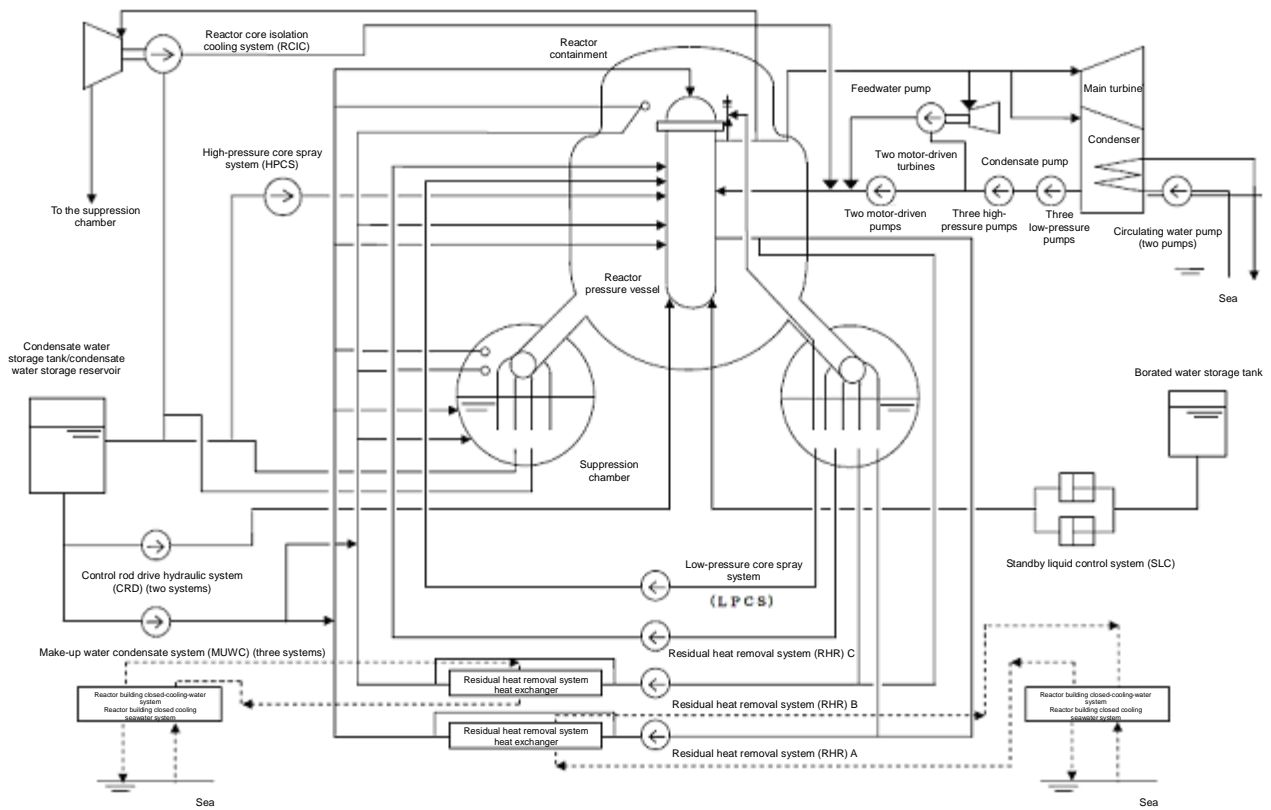 Reactor core isolation
cooling system (RCIC)
Reactor
containment
Feedwater pump
Main turbine
Condenser
High-pressure core spray
system (HPCS)
Two motor-driven
turbines
Condensate pump
To the suppression
chamber
Two motor-driven
pumps
Three high-
pressure pumps
Three
low-pressure
pumps
Circulating water pump
(two pumps)
Sea
Reactor
pressure vessel
Condensate water
storage tank/condensate
water storage reservoir
Borated water storage tank
Suppression
chamber
Standby liquid control system (SLC)
Low-pressure core spray
system
(LPCS)
Control rod drive hydraulic system
(CRD) (two systems)
Make-up water condensate system (MUWC) (three systems)
Residual heat removal system (RHR) C
Residual heat removal system
heat exchanger
Residual heat removal system (RHR) B
Reactor building closed-cooling-water
system
Reactor building closed cooling
seawater system
Reactor building closed-cooling-water
system
Reactor building closed cooling
seawater system
Residual heat removal system
heat exchanger
Residual heat removal system (RHR) A
Sea
Sea